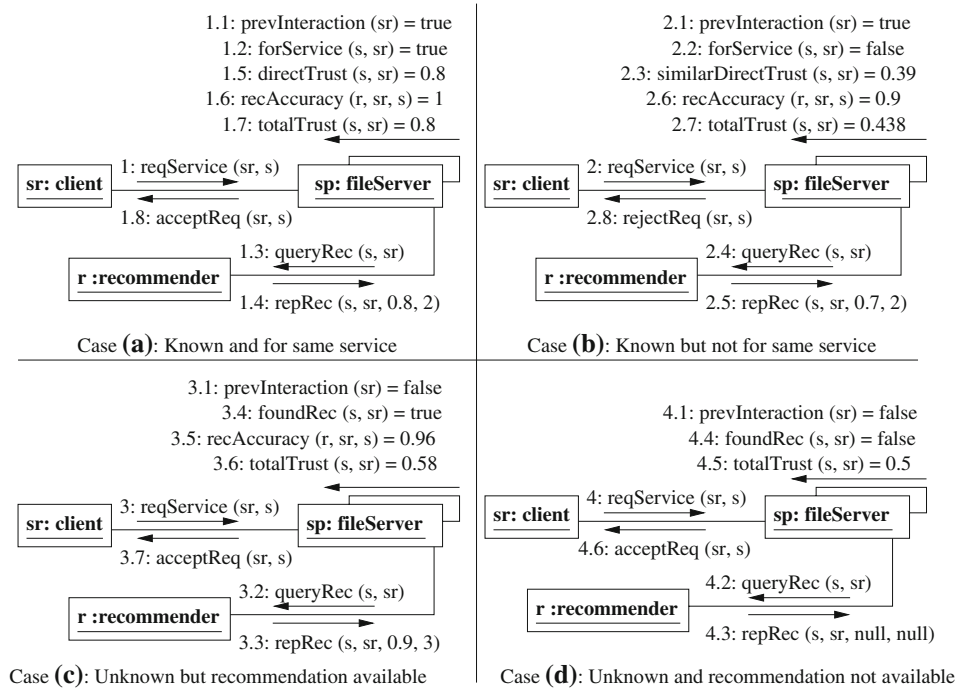 1.1: prevInteraction (sr) = true
1.2: forService (s, sr) = true
1.5: directTrust (s, sr) = 0.8
1.6: recAccuracy (r, sr, s) = 1
1.7: totalTrust (s, sr) = 0.8
sr: client
1: reqService (sr, s)
1.8: acceptReq (sr, s)
sp: fileServer
1.3: queryRec (s, sr)
r :recommender
1.4: repRec (s, sr, 0.8, 2)
Case (a): Known and for same service
2.1: prevInteraction (sr) = true
2.2: forService (s, sr) = false
2.3: similarDirectTrust (s, sr) = 0.39
2.6: recAccuracy (r, sr, s) = 0.9
2.7: totalTrust (s, sr) = 0.438
sr: client
2: reqService (sr, s)
2.8: rejectReq (sr, s)
sp: fileServer
2.4: queryRec (s, sr)
r :recommender
2.5: repRec (s, sr, 0.7, 2)
Case (b): Known but not for same service
3.1: prevInteraction (sr) = false
3.4: foundRec (s, sr) = true
3.5: recAccuracy (r, sr, s) = 0.96
3.6: totalTrust (s, sr) = 0.58
sr: client
3: reqService (sr, s)
3.7: acceptReq (sr, s)
sp: fileServer
3.2: queryRec (s, sr)
r :recommender
3.3: repRec (s, sr, 0.9, 3)
Case (c): Unknown but recommendation available
4.1: prevInteraction (sr) = false
4.4: foundRec (s, sr) = false
4.5: totalTrust (s, sr) = 0.5
sr: client
4: reqService (sr, s)
4.6: acceptReq (sr, s)
sp: fileServer
4.2: queryRec (s, sr)
r :recommender
4.3: repRec (s, sr, null, null)
Case (d): Unknown and recommendation not available